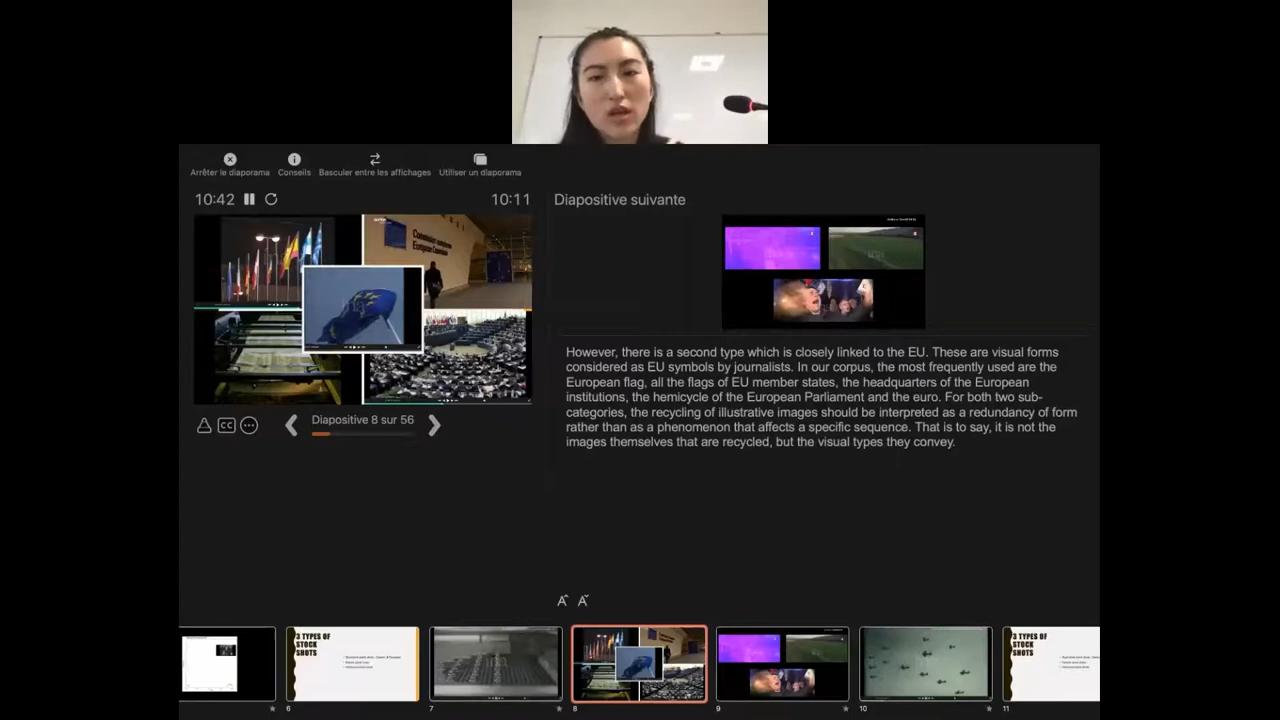 Arrêter le diaporama
Conseils
Basculer entre les affichages
Utiliser un diaporama
10:42
10:11
Diapositive suivante
Commission européenne
European Commission
CC
Diapositive 8 sur 56
However, there is a second type which is closely linked to the EU. These are visual forms
considered as EU symbols by journalists. In our corpus, the most frequently used are the
European flag, all the flags of EU member states, the headquarters of the European
institutions, the hemicycle of the European Parliament and the euro. For both two sub-
categories, the recycling of illustrative images should be interpreted as a redundancy of form
rather than as a phenomenon that affects a specific sequence. That is to say, it is not the
images themselves that are recycled, but the visual types they convey.
A A
3 TYPES OF
STOCK
SHOTS
3 TYPES OF
STOCK
SHOTS
6
7
8
9
10
11